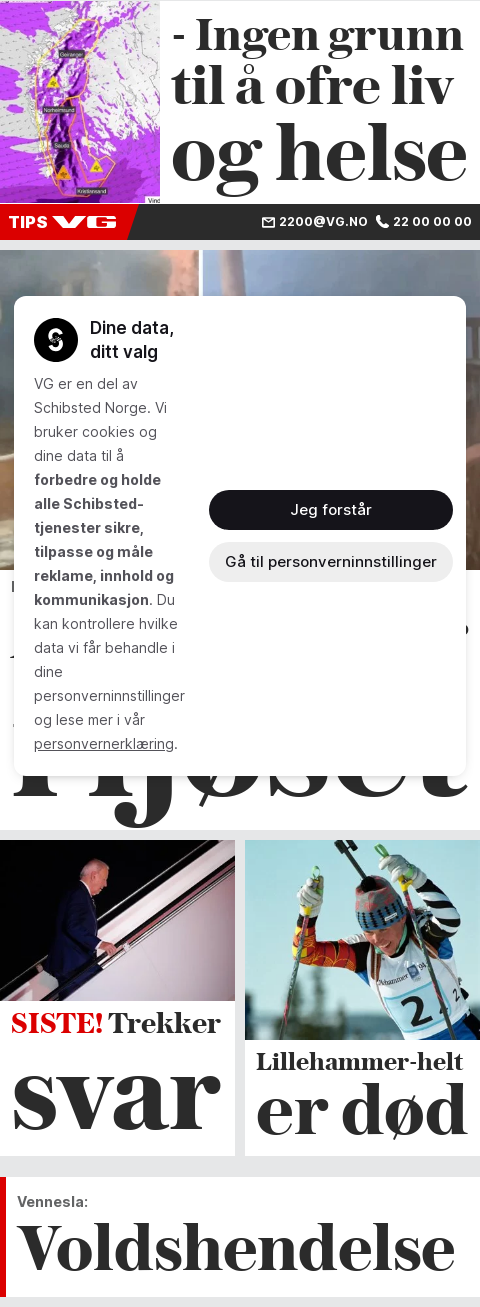 - Ingen grunn
til å ofre liv
og helse
Geiranger
Norheimsund
Sauda
Kristiansand
Vind
TIPS VG
2200@VG.NO 22 00 00 00
Dine data,
ditt valg
VG er en del av
Schibsted Norge. Vi
bruker cookies og
dine data til å
forbedre og holde
alle Schibsted-
tjenester sikre,
tilpasse og måle
reklame, innhold og
kommunikasjon. Du
kan kontrollere hvilke
data vi får behandle i
dine
personverninnstillinger
og lese mer i vår
personvernerklæring.
Jeg forstår
Gå til personverninnstillinger
SISTE! Trekker
svar
2
Lillehammer-helt
er død
Vennesla:
Voldshendelse